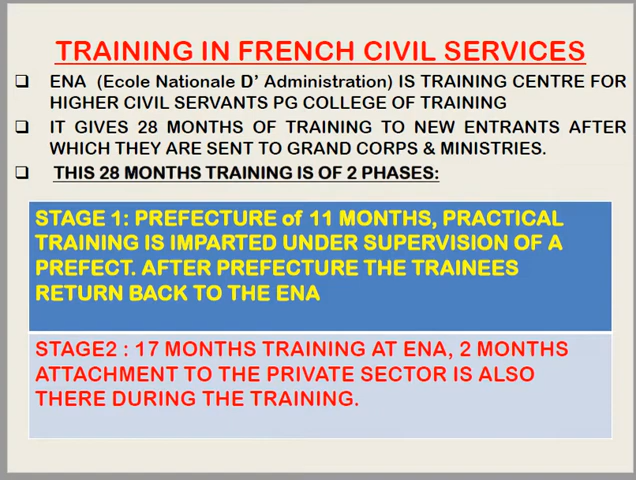 TRAINING IN FRENCH CIVIL SERVICES
❑ ENA (Ecole Nationale D’ Administration) IS TRAINING CENTRE FOR
HIGHER CIVIL SERVANTS PG COLLEGE OF TRAINING
❑ IT GIVES 28 MONTHS OF TRAINING TO NEW ENTRANTS AFTER
WHICH THEY ARE SENT TO GRAND CORPS & MINISTRIES.
❑ THIS 28 MONTHS TRAINING IS OF 2 PHASES:
STAGE 1: PREFECTURE of 11 MONTHS, PRACTICAL
TRAINING IS IMPARTED UNDER SUPERVISION OF A
PREFECT. AFTER PREFECTURE THE TRAINEES
RETURN BACK TO THE ENA
STAGE2 : 17 MONTHS TRAINING AT ENA, 2 MONTHS
ATTACHMENT TO THE PRIVATE SECTOR IS ALSO
THERE DURING THE TRAINING.